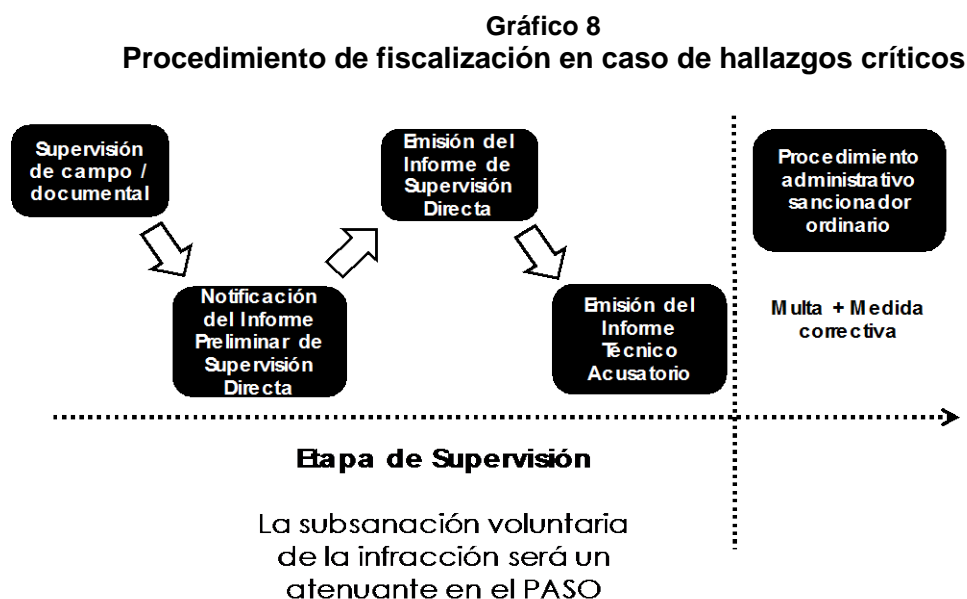 Gráfico 8
Procedimiento de fiscalización en caso de hallazgos críticos
Supervisión
de campo /
documental
Notificación
del Informe
Preliminar de
Supervisión
Directa
Emisión del
Informe de
Supervisión
Directa
Emisión del
Informe
Técnico
Acusatorio
Procedimiento
administrativo
sancionador
ordinario
Multa + Medida
correctiva
Etapa de Supervisión
La subsanación voluntaria
de la infracción será un
atenuante en el PASO